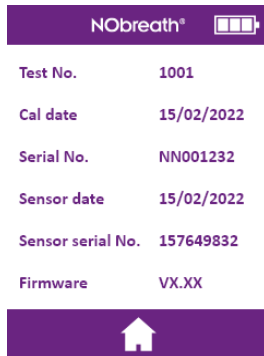 NObreath®
Test No. 1001
Cal date 15/02/2022
Serial No. NN001232
Sensor date 15/02/2022
Sensor serial No. 157649832
Firmware VX.XX